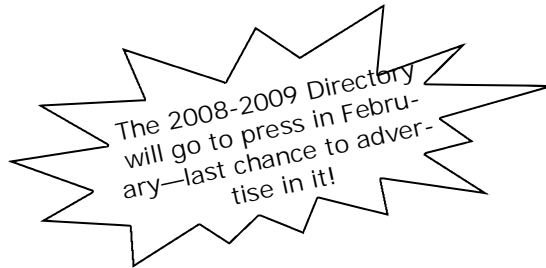 The 2008-2009 Directory
will go to press in Febru-
ary—last chance to adver-
tise in it!